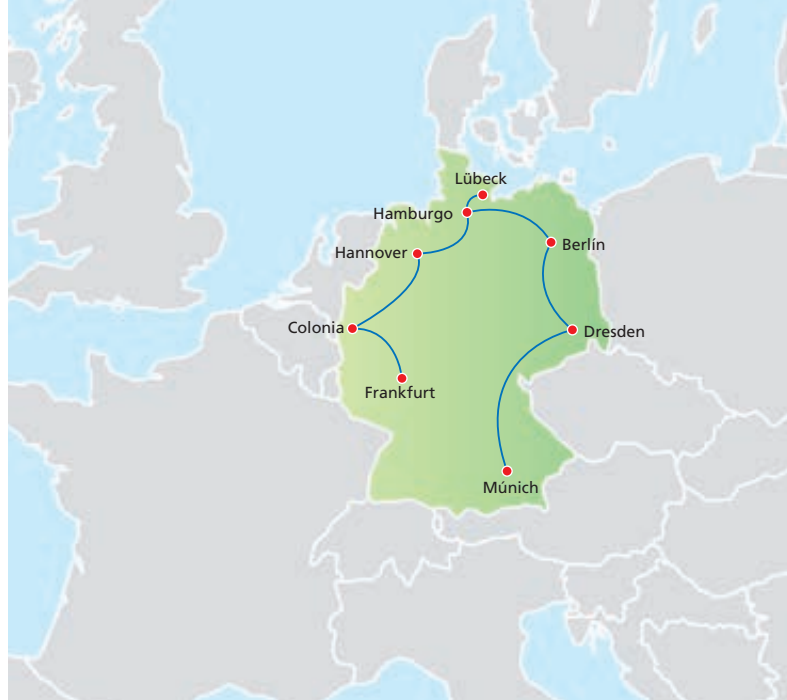 Lübeck
Hamburgo
Hannover
Berlín
Colonia
Dresden
Frankfurt
Múnich